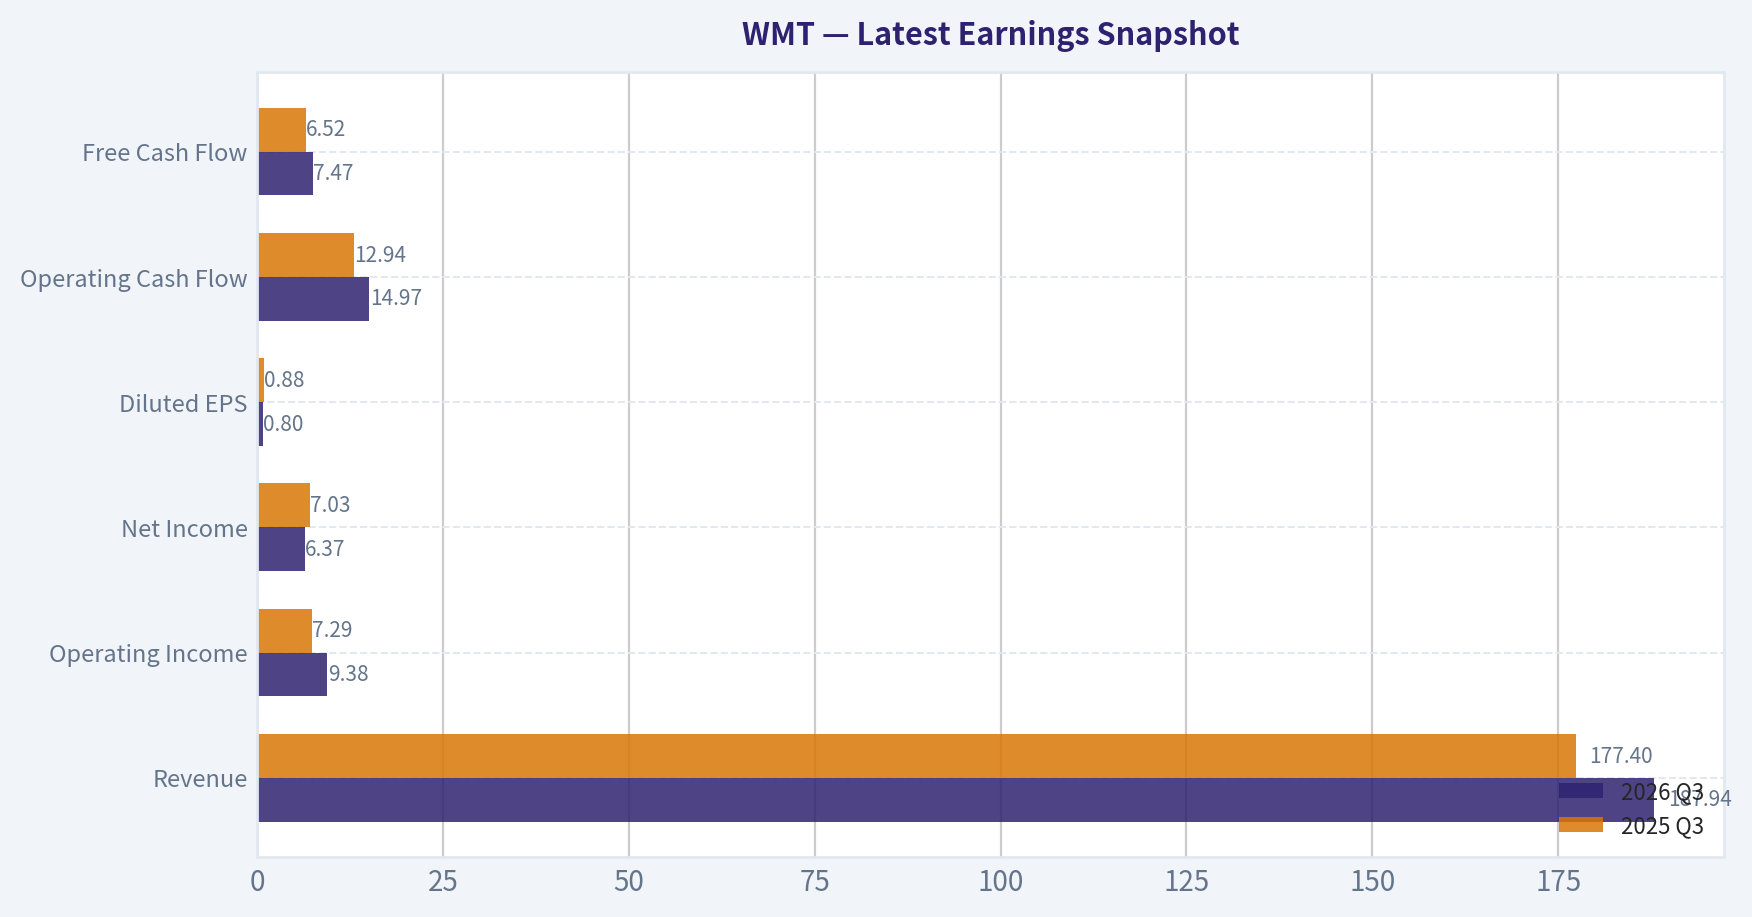 WMT — Latest Earnings Snapshot
Free Cash Flow
6.52
7.47
Operating Cash Flow
12.94
14.97
Diluted EPS
0.88
0.80
Net Income
7.03
6.37
Operating Income
7.29
9.38
Revenue
177.40
187.94
2026 Q3
2025 Q3
0 25 50 75 100 125 150 175